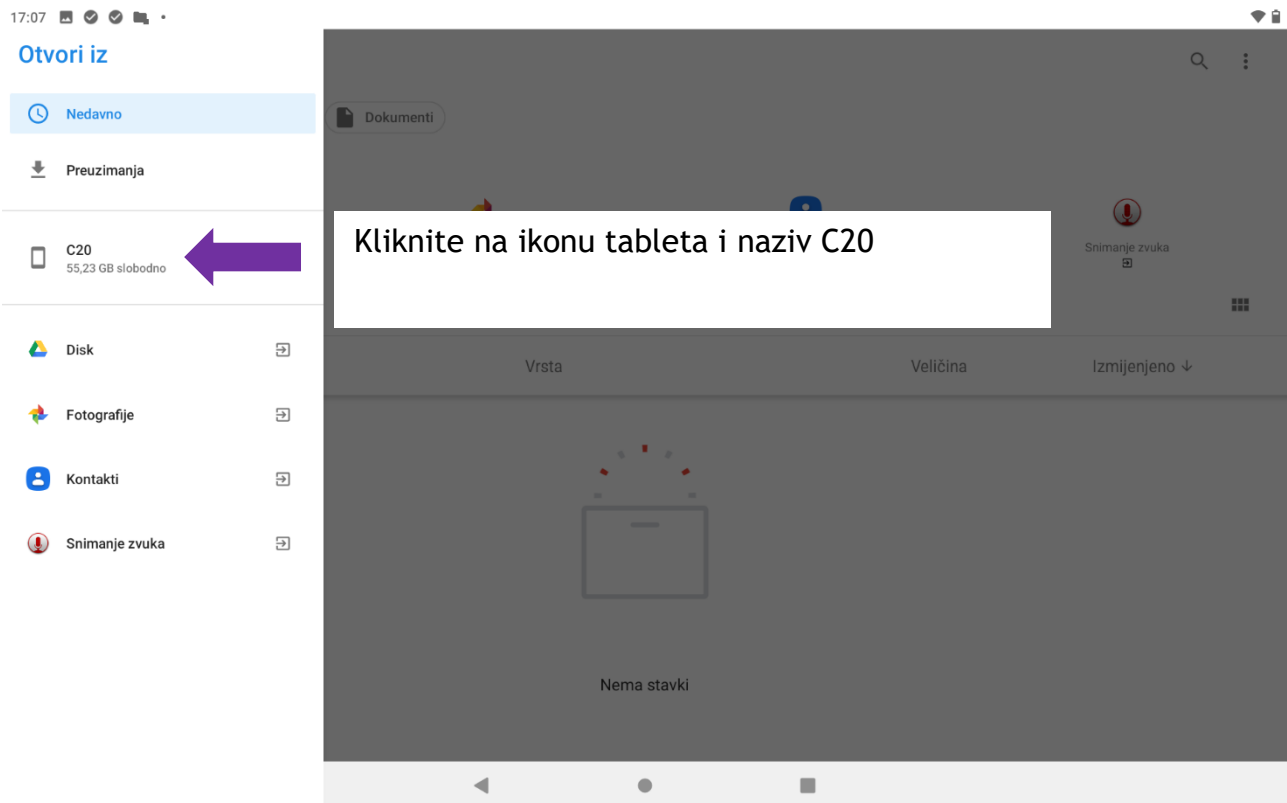 17:07
Otvori iz
Nedavno
Preuzimanja
C20
55,23 GB slobodno
Disk
Fotografije
Kontakti
Snimanje zvuka
Dokumenti
Kliknite na ikonu tableta i naziv C20
Snimanje zvuka
Vrsta
Veličina
Izmijenjeno
Nema stavki